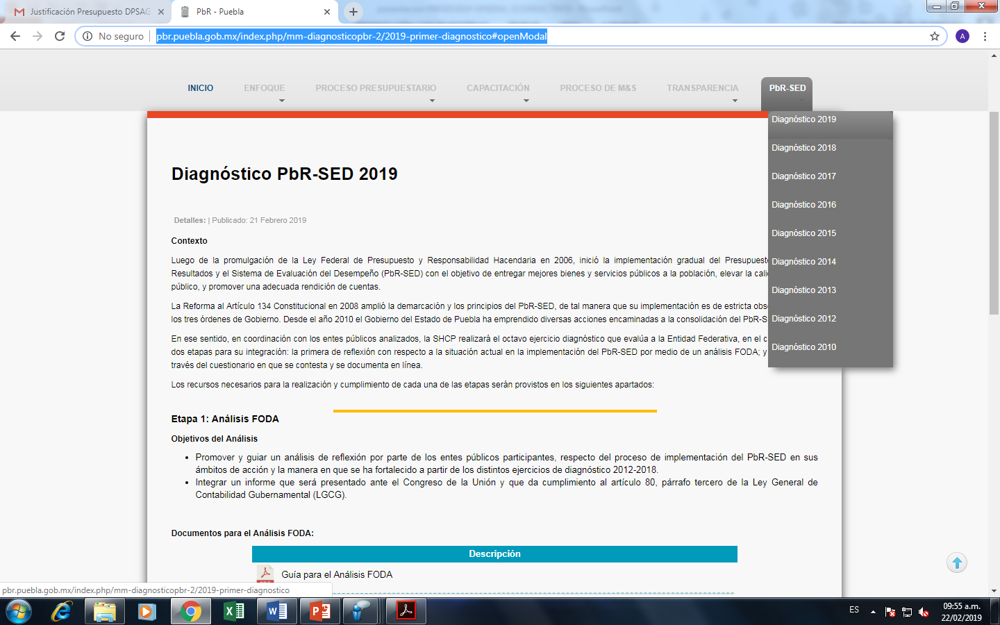 Justificación Presupuesto DPSAG
PbR - Puebla
No seguro
pbr.puebla.gob.mx/index.php/mm-diagnosticopbr-2/2019-primer-diagnostico#openModal
A
INICIO ENFOQUE PROCESO PRESUPUESTARIO CAPACITACIÓN PROCESO DE M&S TRANSPARENCIA PbR-SED
Diagnóstico 2019
Diagnóstico 2018
Diagnóstico 2017
Diagnóstico 2016
Diagnóstico 2015
Diagnóstico 2014
Diagnóstico 2013
Diagnóstico 2012
Diagnóstico 2010
Diagnóstico PbR-SED 2019
Detalles: | Publicado: 21 Febrero 2019
Contexto
Luego de la promulgación de la Ley Federal de Presupuesto y Responsabilidad Hacendaria en 2006, inició la implementación gradual del Presupuest
Resultados y el Sistema de Evaluación del Desempeño (PbR-SED) con el objetivo de entregar mejores bienes y servicios públicos a la población, elevar la calic
público, y promover una adecuada rendición de cuentas.
La Reforma al Artículo 134 Constitucional en 2008 amplió la demarcación y los principios del PbR-SED, de tal manera que su implementación es de estricta obse
los tres órdenes de Gobierno. Desde el año 2010 el Gobierno del Estado de Puebla ha emprendido diversas acciones encaminadas a la consolidación del PbR-S
En ese sentido, en coordinación con los entes públicos analizados, la SHCP realizará el octavo ejercicio diagnóstico que evalúa a la Entidad Federativa, en el c
dos etapas para su integración: la primera de reflexión con respecto a la situación actual en la implementación del PbR-SED por medio de un análisis FODA; y
través del cuestionario en que se contesta y se documenta en línea.
Los recursos necesarios para la realización y cumplimiento de cada una de las etapas serán provistos en los siguientes apartados:
Etapa 1: Análisis FODA
Objetivos del Análisis
• Promover y guiar un análisis de reflexión por parte de los entes públicos participantes, respecto del proceso de implementación del PbR-SED en sus
ámbitos de acción y la manera en que se ha fortalecido a partir de los distintos ejercicios de diagnóstico 2012-2018.
• Integrar un informe que será presentado ante el Congreso de la Unión y que da cumplimiento al artículo 80, párrafo tercero de la Ley General de
Contabilidad Gubernamental (LGCG).
Documentos para el Análisis FODA:
Descripción
Guía para el Análisis FODA
pbr.puebla.gob.mx/index.php/mm-diagnosticopbr-2/2019-primer-diagnostico
ES
09:55 a.m.
22/02/2019